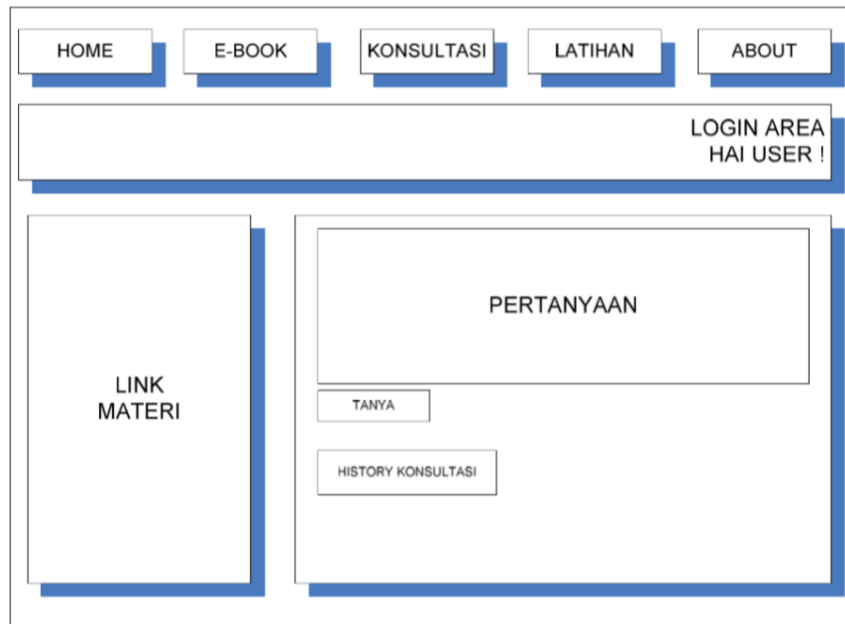 HOME
E-BOOK
KONSULTASI
LATIHAN
ABOUT
LOGIN AREA
HAI USER !
LINK
MATERI
PERTANYAAN
TANYA
HISTORY KONSULTASI